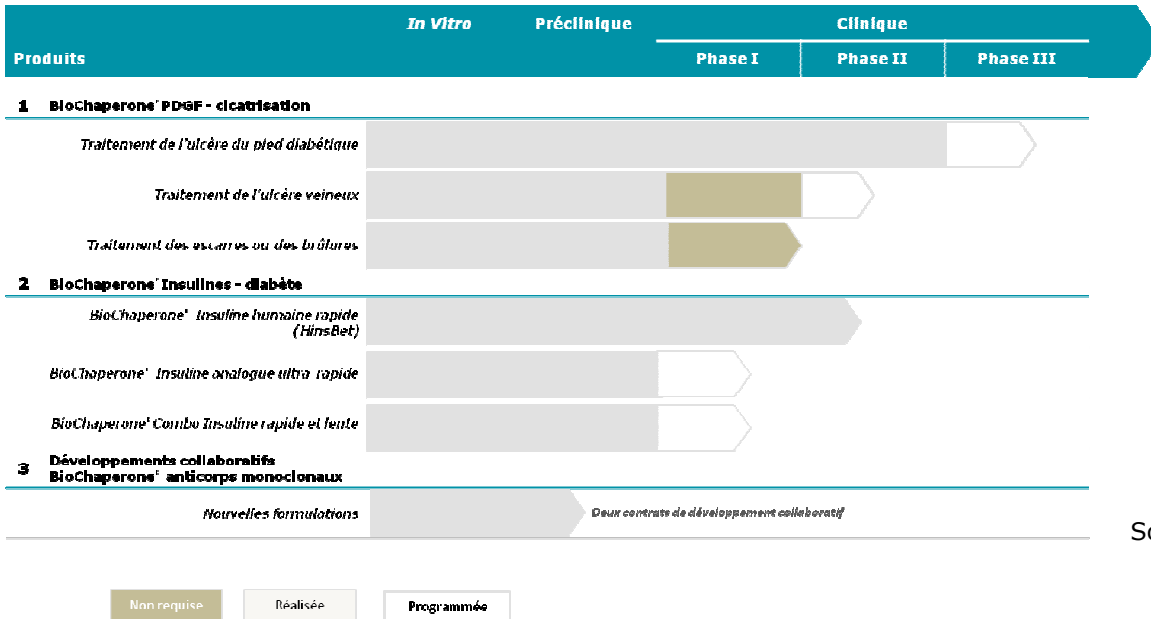 In Vitro Préclinique Clinique
Produits Phase I Phase II Phase III
1 BioChaperone® PDGF - cicatrisation
Traitement de l'ulcère du pied diabétique
Traitement de l'ulcère veineux
Traitement des escarres ou des brûlures
2 BioChaperone® Insulines - diabète
BioChaperone® Insuline humaine rapide
(HinsBet)
BioChaperone® Insuline analogue ultra-rapide
BioChaperone® Combo Insuline rapide et lente
3 Développements collaboratifs
BioChaperone® anticorps monoclonaux
Nouvelles formulations Deux contrats de développement collaboratif
Non requise Réalisée Programmée